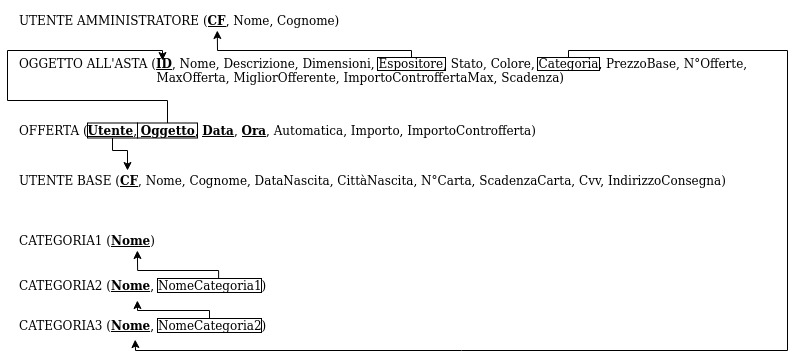 UTENTE AMMINISTRATORE (CF, Nome, Cognome)
OGGETTO ALL'ASTA (ID, Nome, Descrizione, Dimensioni, Espositore, Stato, Colore, Categoria, PrezzoBase, N°Offerte,
MaxOfferta, MigliorOfferente, ImportoControffertaMax, Scadenza)
OFFERTA (Utente, Oggetto, Data, Ora, Automatica, Importo, ImportoControfferta)
UTENTE BASE (CF, Nome, Cognome, DataNascita, CittàNascita, N°Carta, ScadenzaCarta, Cvv, IndirizzoConsegna)
CATEGORIA1 (Nome)
CATEGORIA2 (Nome, NomeCategoria1)
CATEGORIA3 (Nome, NomeCategoria2)